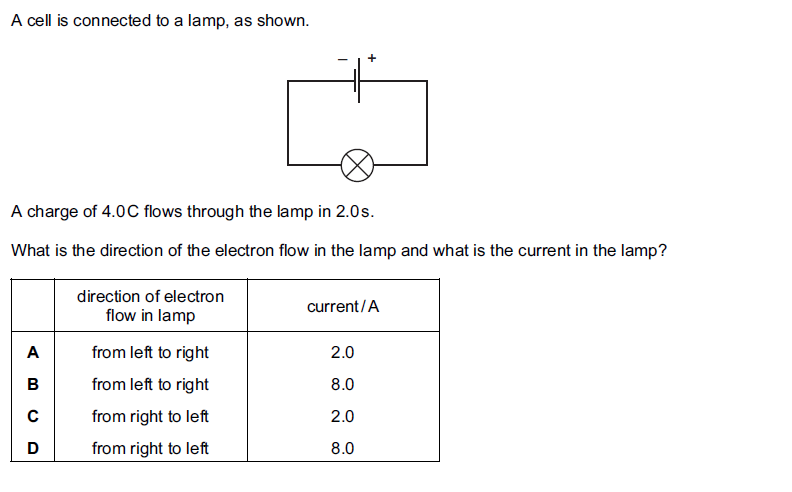 A cell is connected to a lamp, as shown.
– +
A charge of 4.0C flows through the lamp in 2.0s.
What is the direction of the electron flow in the lamp and what is the current in the lamp?
direction of electron
flow in lamp
current/A
A from left to right 2.0
B from left to right 8.0
C from right to left 2.0
D from right to left 8.0